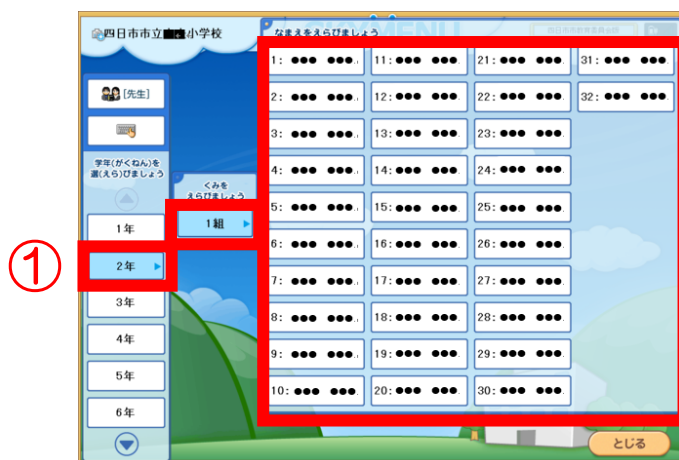 四日市市立 小学校
なまえをえらびましょう
[先生]
学年(がくねん)を
選(えら)びましょう
1年
2年
3年
4年
5年
6年
くみを
えらびましょう
1組
1: ●●● ●●●.
2: ●●● ●●●.
3: ●●● ●●●.
4: ●●● ●●●.
5: ●●● ●●●.
6: ●●● ●●●.
7: ●●● ●●●.
8: ●●● ●●●.
9: ●●● ●●●.
10: ●●● ●●●.
11: ●●● ●●●.
12: ●●● ●●●.
13: ●●● ●●●.
14: ●●● ●●●.
15: ●●● ●●●.
16: ●●● ●●●.
17: ●●● ●●●.
18: ●●● ●●●.
19: ●●● ●●●.
20: ●●● ●●●.
21: ●●● ●●●.
22: ●●● ●●●.
23: ●●● ●●●.
24: ●●● ●●●.
25: ●●● ●●●.
26: ●●● ●●●.
27: ●●● ●●●.
28: ●●● ●●●.
29: ●●● ●●●.
30: ●●● ●●●.
31: ●●● ●●●.
32: ●●● ●●●.
①
とじる